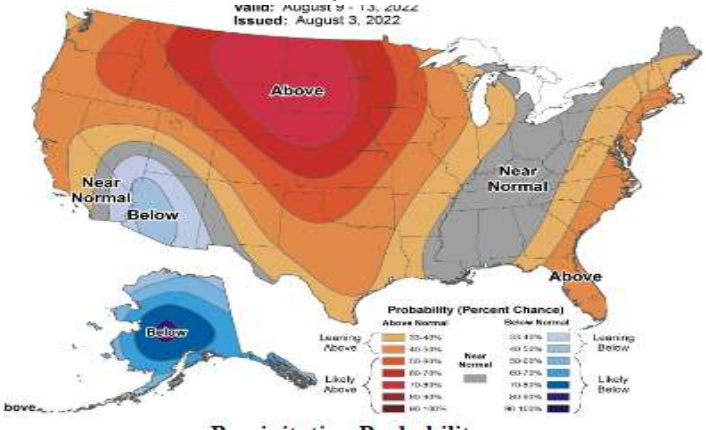 Valid: August 9 - 13, 2022
Issued: August 3, 2022
Above
Near
Normal
Near
Normal
Below
Above
Below
Probability (Percent Chance)
Above Normal
Below Normal
Leaning
Above
33-40%
40-50%
Likely
Above
50-60%
60-70%
70-80%
80-90%
90-100%
Near
Normal
33-40%
40-50%
Leaning
Below
50-60%
60-70%
70-80%
80-90%
90-100%
Likely
Below
bove
Precipitation Probability